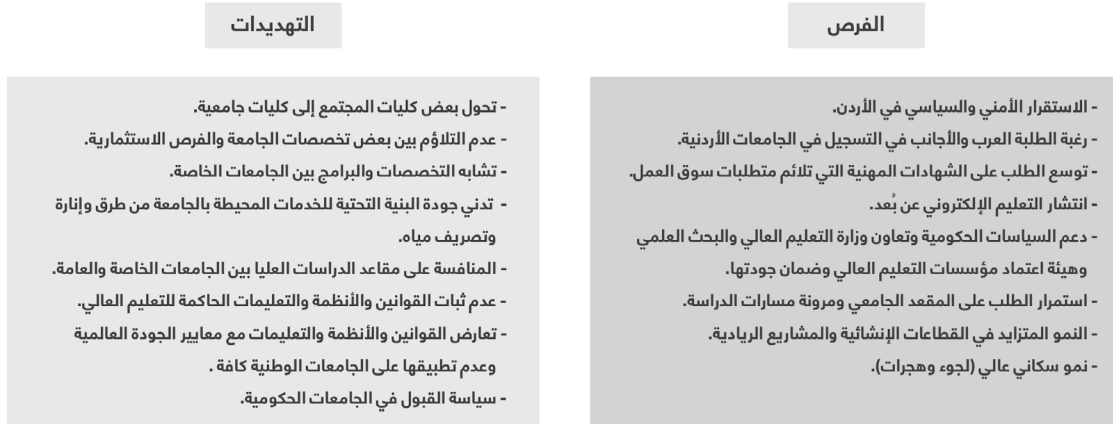 الفرص
- الاستقرار الأمني والسياسي في الأردن.
- رغبة الطلبة العرب والأجانب في التسجيل في الجامعات الأردنية.
- توسع الطلب على الشهادات المهنية التي تلائم متطلبات سوق العمل.
- انتشار التعليم الإلكتروني عن بُعد.
- دعم السياسات الحكومية وتعاون وزارة التعليم العالي والبحث العلمي
وهيئة اعتماد مؤسسات التعليم العالي وضمان جودتها.
- استمرار الطلب على المقعد الجامعي ومرونة مسارات الدراسة.
- النمو المتزايد في القطاعات الإنشائية والمشاريع الريادية.
- نمو سكاني عالي (لجوء وهجرات).
التهديدات
- تحول بعض كليات المجتمع إلى كليات جامعية.
- عدم التلاؤم بين بعض تخصصات الجامعة والفرص الاستثمارية.
- تشابه التخصصات والبرامج بين الجامعات الخاصة.
- تدني جودة البنية التحتية للخدمات المحيطة بالجامعة من طرق وإنارة
وتصريف مياه.
- المنافسة على مقاعد الدراسات العليا بين الجامعات الخاصة والعامة.
- عدم ثبات القوانين والأنظمة والتعليمات الحاكمة للتعليم العالي.
- تعارض القوانين والأنظمة والتعليمات مع معايير الجودة العالمية
وعدم تطبيقها على الجامعات الوطنية كافة .
- سياسة القبول في الجامعات الحكومية.